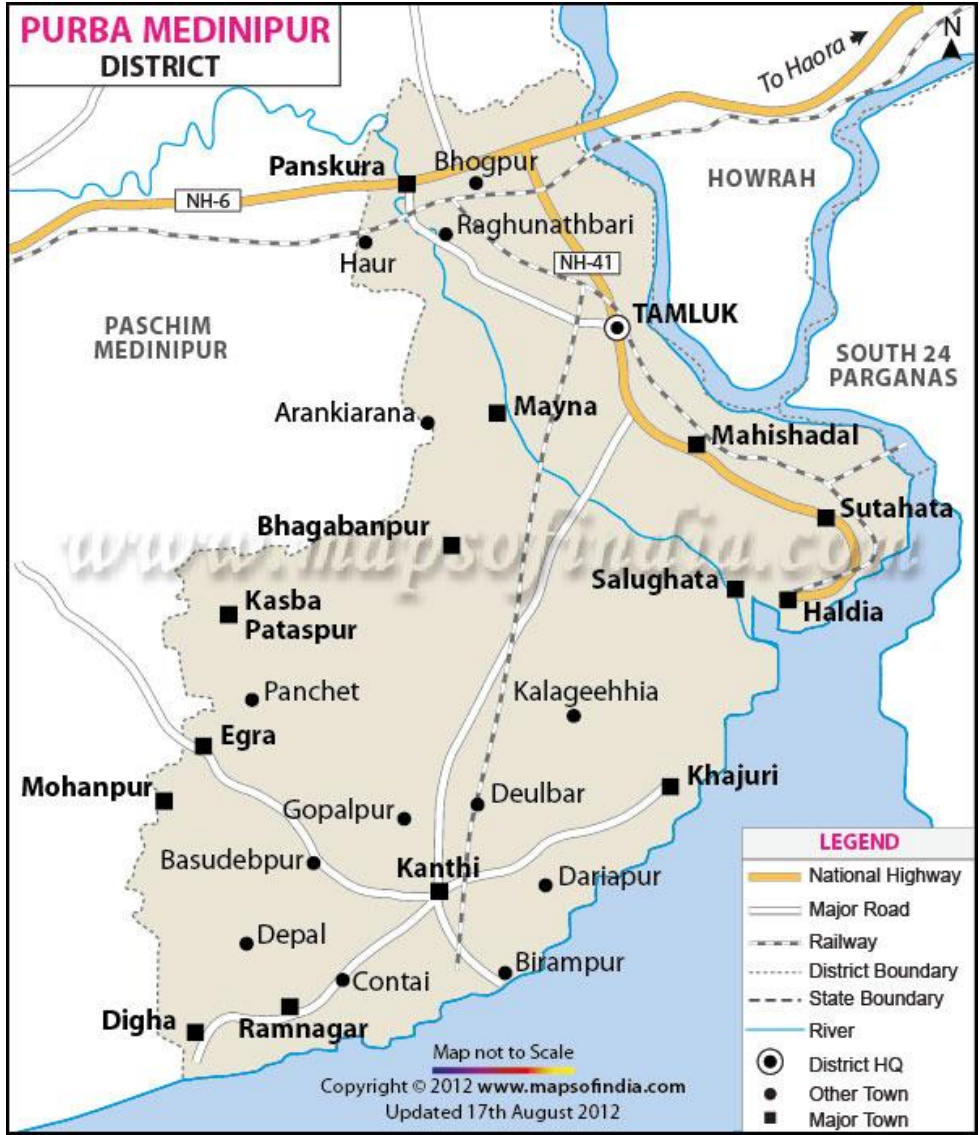 PURBA MEDINIPUR
DISTRICT
To Haora
N
Panskura
Bhogpur
HOWRAH
NH-6
Raghunathbari
Haur
NH-41
PASCHIM
MEDINIPUR
TAMLUK
SOUTH 24
PARGANAS
Arankiarana
Mayna
Mahishadal
Sutahata
Bhagabanpur
www.mapsofindia.com
Salughata
Haldia
Kasba
Pataspur
Panchet
Kalageehhia
Egra
Mohanpur
Khajuri
Gopalpur
Deulbar
Basudebpur
Kanthi
Dariapur
Depal
Birampur
Contai
Digha
Ramnagar
Map not to Scale
Copyright © 2012 www.mapsofindia.com
Updated 17th August 2012
LEGEND
National Highway
Major Road
Railway
District Boundary
State Boundary
River
District HQ
Other Town
Major Town